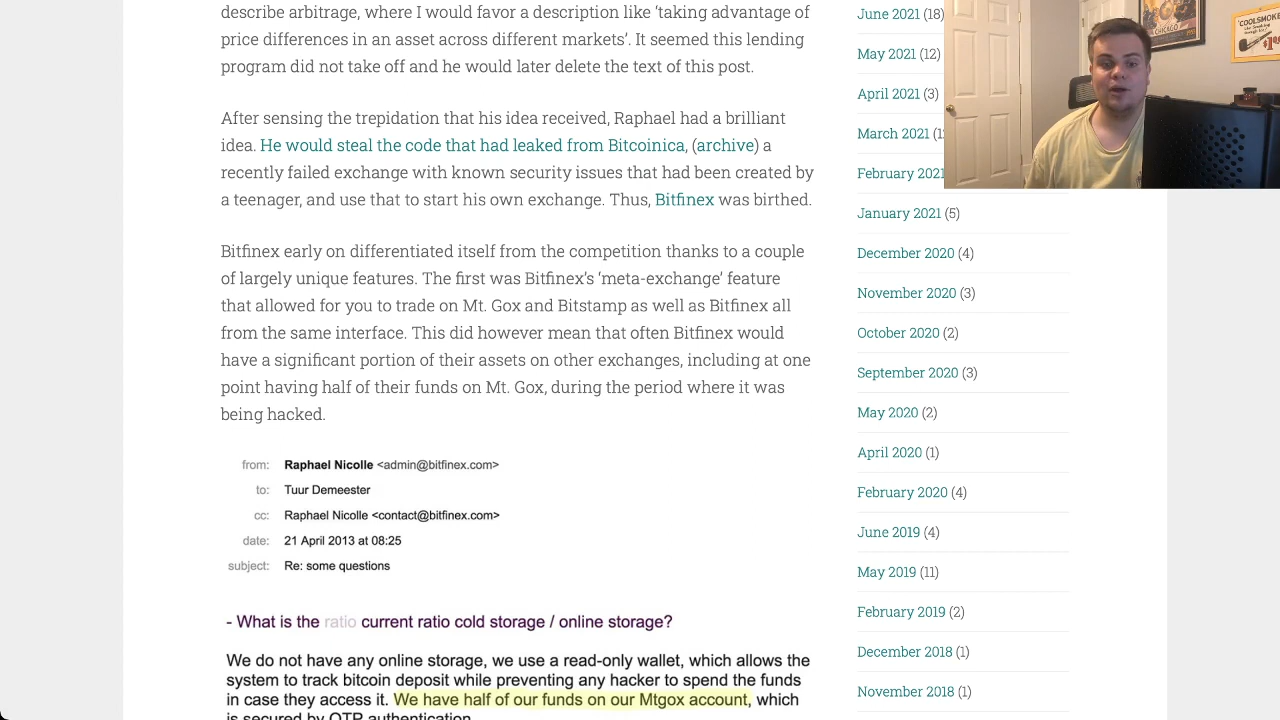 describe arbitrage, where I would favor a description like ‘taking advantage of
price differences in an asset across different markets’. It seemed this lending
program did not take off and he would later delete the text of this post.
After sensing the trepidation that his idea received, Raphael had a brilliant
idea. He would steal the code that had leaked from Bitcoinica, (archive) a
recently failed exchange with known security issues that had been created by
a teenager, and use that to start his own exchange. Thus, Bitfinex was birthed.
Bitfinex early on differentiated itself from the competition thanks to a couple
of largely unique features. The first was Bitfinex’s ‘meta-exchange’ feature
that allowed for you to trade on Mt. Gox and Bitstamp as well as Bitfinex all
from the same interface. This did however mean that often Bitfinex would
have a significant portion of their assets on other exchanges, including at one
point having half of their funds on Mt. Gox, during the period where it was
being hacked.
from: Raphael Nicolle <admin@bitfinex.com>
to: Tuur Demeester
cc: Raphael Nicolle <contact@bitfinex.com>
date: 21 April 2013 at 08:25
subject: Re: some questions
- What is the ratio current ratio cold storage / online storage?
We do not have any online storage, we use a read-only wallet, which allows the
system to track bitcoin deposit while preventing any hacker to spend the funds
in case they access it. We have half of our funds on our Mtgox account, which
is secured by OTP authentication.
June 2021 (18)
May 2021 (12)
April 2021 (3)
March 2021
February 2021
January 2021 (5)
December 2020 (4)
November 2020 (3)
October 2020 (2)
September 2020 (3)
May 2020 (2)
April 2020 (1)
February 2020 (4)
June 2019 (4)
May 2019 (11)
February 2019 (2)
December 2018 (1)
November 2018 (1)
CHICAGO
"COOLSMOKE